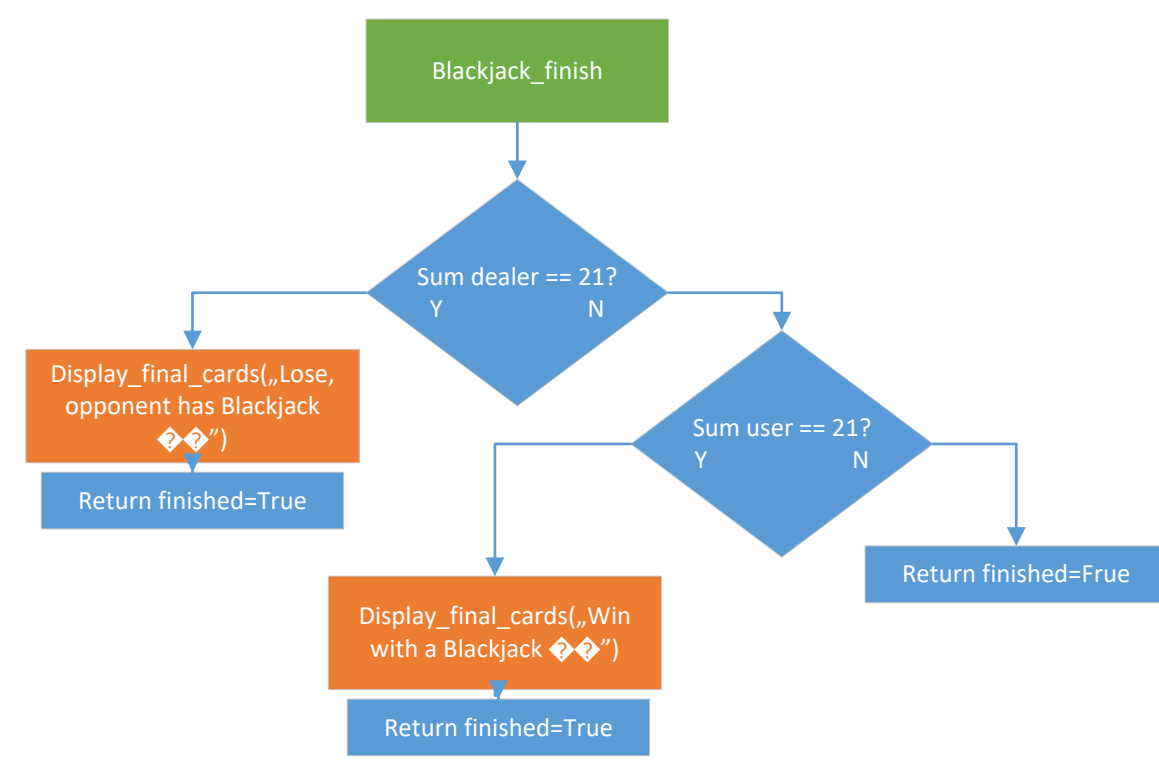 Blackjack_finish
Sum dealer == 21?
Y N
Display_final_cards(„Lose,
opponent has Blackjack
��”)
Return finished=True
Sum user == 21?
Y N
Display_final_cards(„Win
with a Blackjack ��”)
Return finished=True
Return finished=Frue